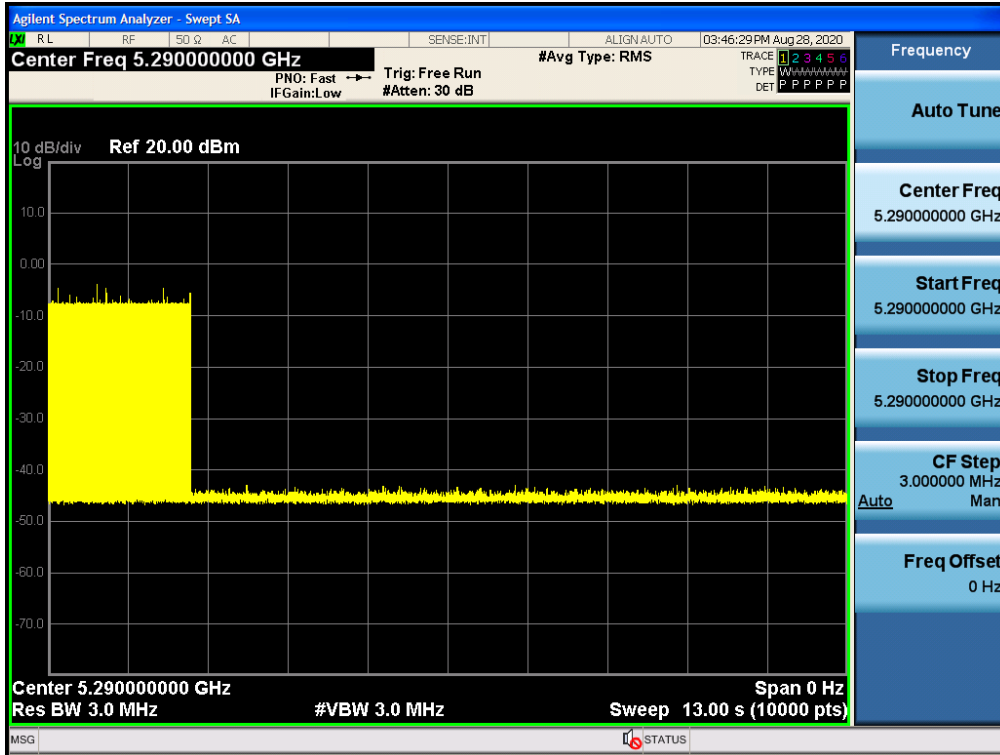 Agilent Spectrum Analyzer - Swept SA
LXI RL RF 50 Ω AC SENSE:INT ALIGN AUTO 03:46:29 PM Aug 28, 2020
Center Freq 5.290000000 GHz #Avg Type: RMS TRACE 1 2 3 4 5 6
PNO: Fast Trig: Free Run TYPE
IFGain:Low #Atten: 30 dB DET P P P P P P
Frequency
Auto Tune
Center Freq
5.290000000 GHz
Start Freq
5.290000000 GHz
Stop Freq
5.290000000 GHz
CF Step
3.000000 MHz
Auto Man
Freq Offset
0 Hz
10 dB/div Ref 20.00 dBm
Log
10.0
0.00
-10.0
-20.0
-30.0
-40.0
-50.0
-60.0
-70.0
Center 5.290000000 GHz Span 0 Hz
Res BW 3.0 MHz #VBW 3.0 MHz Sweep 13.00 s (10000 pts)
MSG STATUS